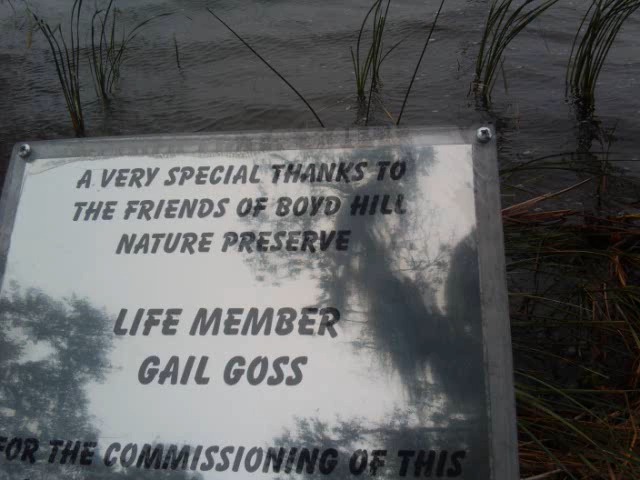 A VERY SPECIAL THANKS TO
THE FRIENDS OF BOYD HILL
NATURE PRESERVE
LIFE MEMBER
GAIL GOSS
FOR THE COMMISSIONING OF THIS